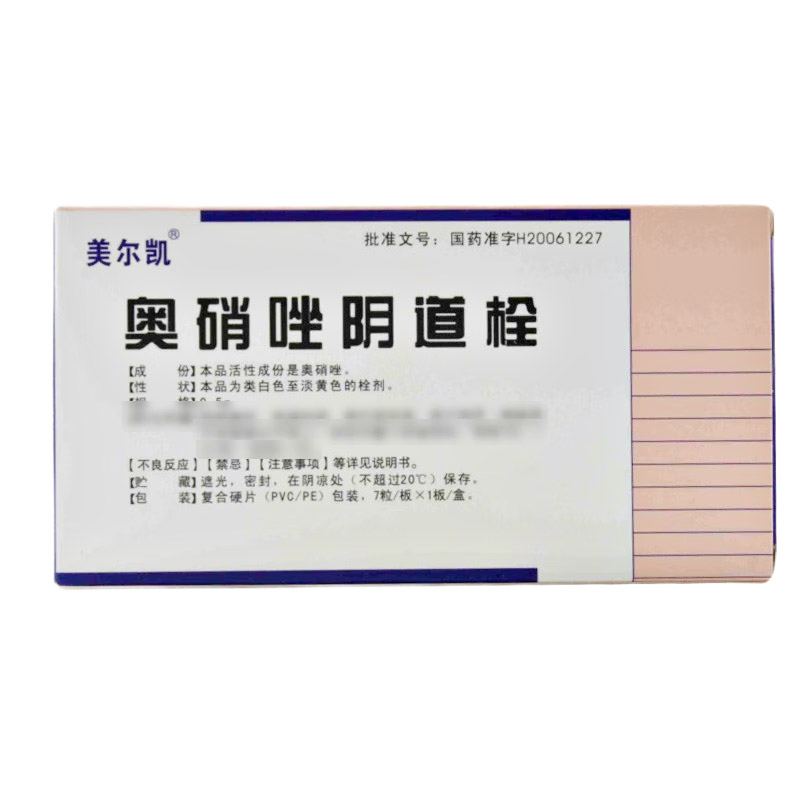 美尔凯®
批准文号：国药准字H20061227
奥硝唑阴道栓
【成 份】本品活性成份是奥硝唑。
【性 状】本品为类白色至淡黄色的栓剂。
【不良反应】【禁忌】【注意事项】等详见说明书。
【贮 藏】遮光，密封，在阴凉处（不超过20℃）保存。
【包 装】复合硬片（PVC/PE）包装，7粒/板×1板/盒。